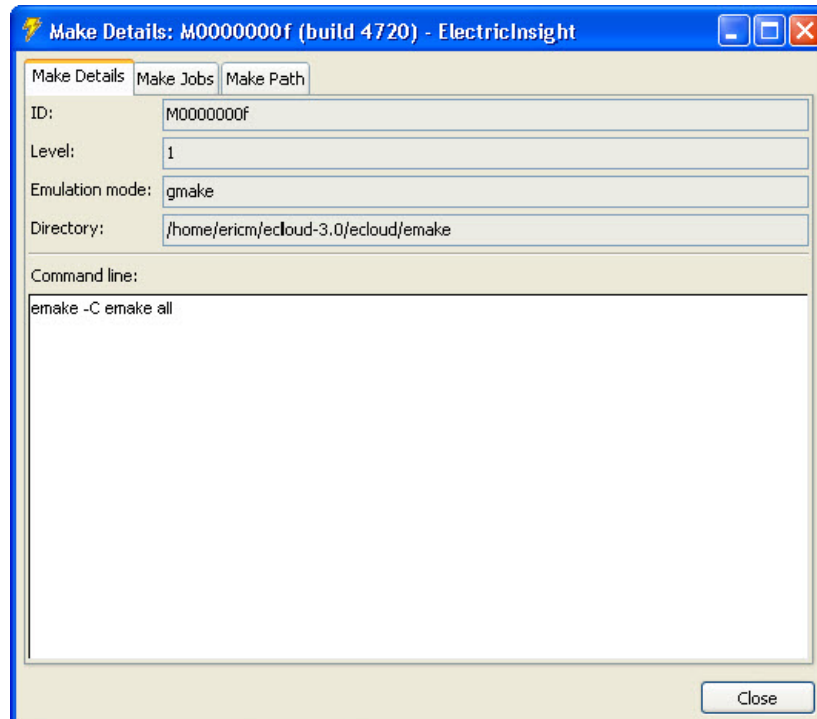 Make Details: M0000000f (build 4720) - ElectricInsight
Make Details Make Jobs Make Path
ID: M0000000f
Level: 1
Emulation mode: gmake
Directory: /home/ericm/ecloud-3.0/ecloud/emake
Command line:
emake -C emake all
Close